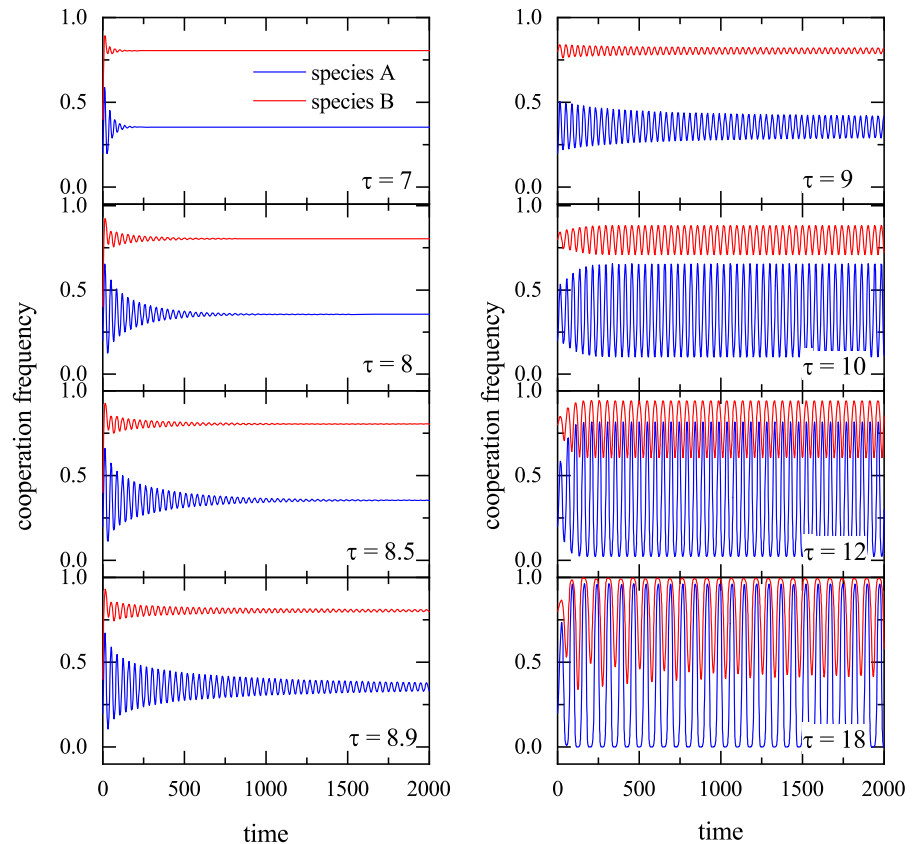 1.0
0.5
0.0
species A
species B
τ = 7
1.0
0.5
0.0
τ = 8
1.0
0.5
0.0
τ = 8.5
1.0
0.5
0.0
τ = 8.9
0 500 1000 1500 2000
time
cooperation frequency
1.0
0.5
0.0
τ = 9
1.0
0.5
0.0
τ = 10
1.0
0.5
0.0
τ = 12
1.0
0.5
0.0
τ = 18
0 500 1000 1500 2000
time
cooperation frequency